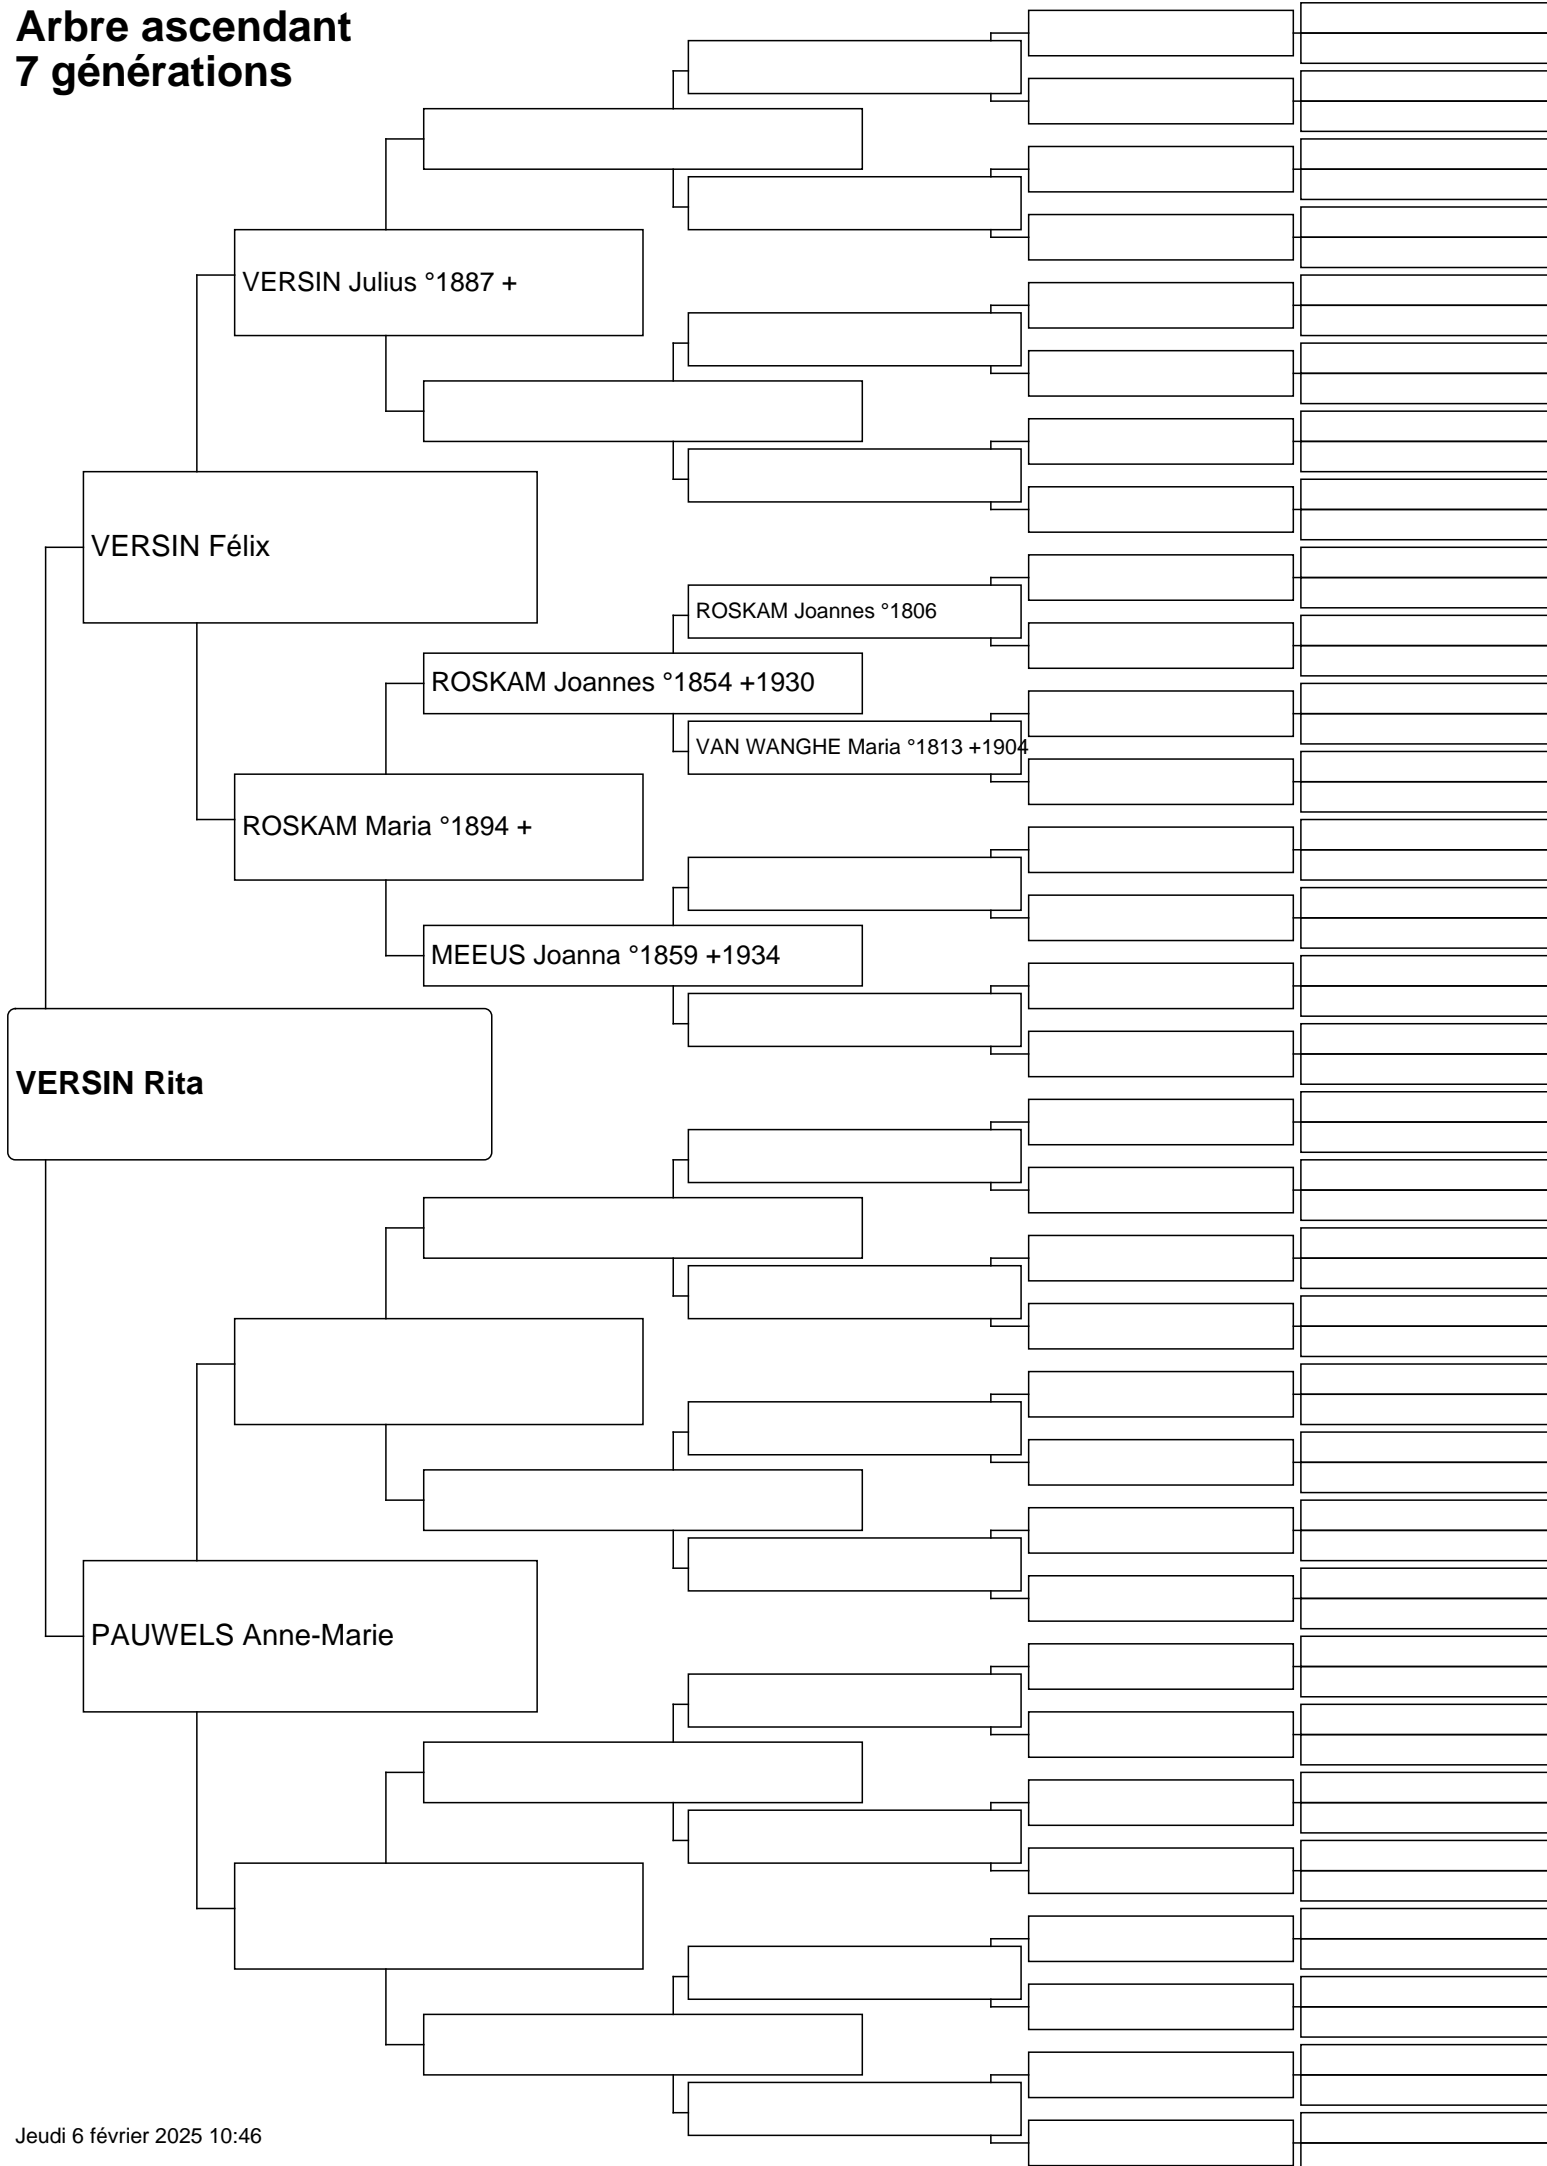 Arbre ascendant
7 générations
VERSIN Julius °1887 +
VERSIN Félix
ROSKAM Joannes °1806
ROSKAM Joannes °1854 +1930
VAN WANGHE Maria °1813 +1904
ROSKAM Maria °1894 +
MEEUS Joanna °1859 +1934
VERSIN Rita
PAUWELS Anne-Marie
Jeudi 6 février 2025 10:46